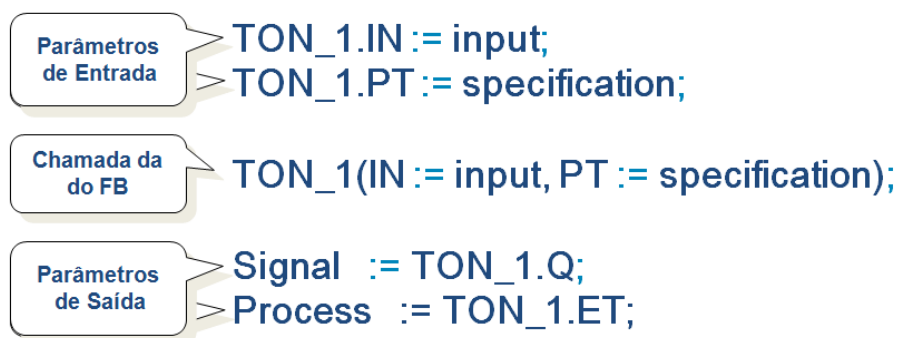 Parâmetros
de Entrada
TON_1.IN := input;
TON_1.PT := specification;
Chamada da
do FB
TON_1(IN := input, PT := specification);
Parâmetros
de Saída
Signal := TON_1.Q;
Process := TON_1.ET;